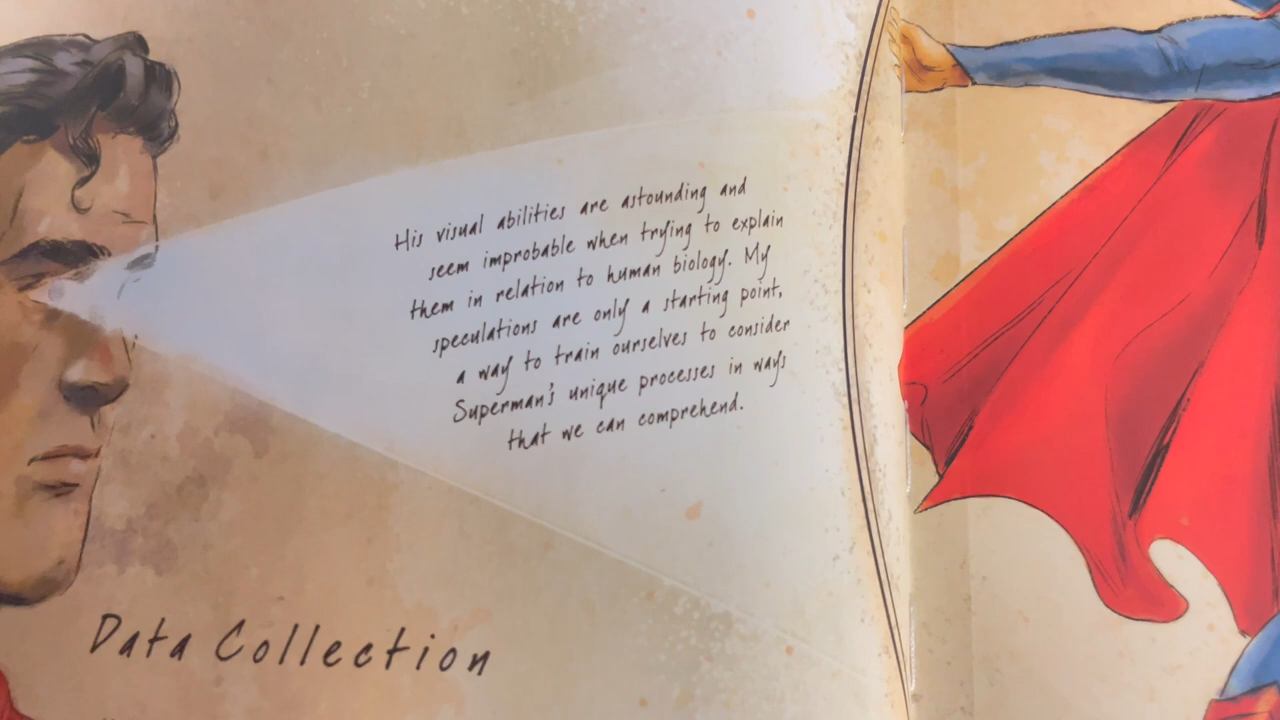 His visual abilities are astounding and
seem improbable when trying to explain
them in relation to human biology. My
speculations are only a starting point,
a way to train ourselves to consider
Superman's unique processes in ways
that we can comprehend.
Data Collection